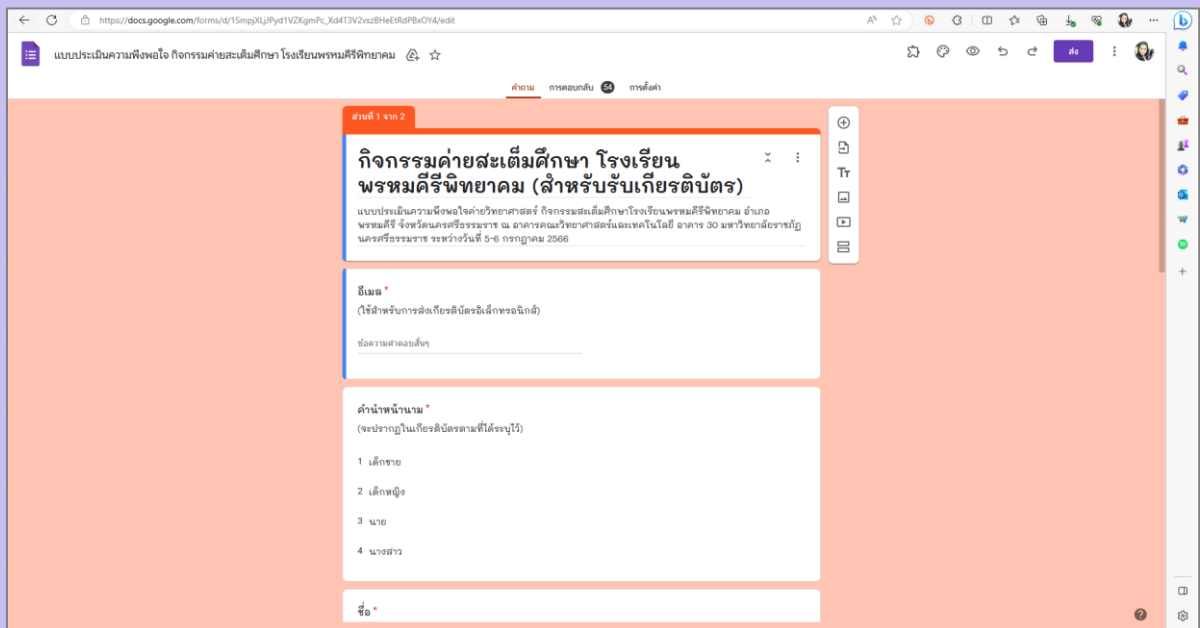 https://docs.google.com/forms/d/1SmpjXLjJPyd1VZKgmPc_Xd4T3V2vszBHeEtRdPBxOY4/edit
แบบประเมินความพึงพอใจ กิจกรรมค่ายสะเต็มศึกษา โรงเรียนพรหมคีรีพิทยาคม
ส่ง
คำถาม การตอบกลับ 54 การตั้งค่า
ส่วนที่ 1 จาก 2
กิจกรรมค่ายสะเต็มศึกษา โรงเรียน
พรหมคีรีพิทยาคม (สำหรับรับเกียรติบัตร)
แบบประเมินความพึงพอใจค่ายวิทยาศาสตร์ กิจกรรมสะเต็มศึกษาโรงเรียนพรหมคีรีพิทยาคม อำเภอ
พรหมคีรี จังหวัดนครศรีธรรมราช ณ อาคารคณะวิทยาศาสตร์และเทคโนโลยี อาคาร 30 มหาวิทยาลัยราชภัฏ
นครศรีธรรมราช ระหว่างวันที่ 5-6 กรกฎาคม 2566
Tт
อีเมล *
(ใช้สำหรับการส่งเกียรติบัตรอิเล็กทรอนิกส์)
ข้อความคำตอบสั้นๆ
คำนำหน้านาม *
(จะปรากฏในเกียรติบัตรตามที่ได้ระบุไว้)
1 เด็กชาย
2 เด็กหญิง
3 นาย
4 นางสาว
ชื่อ *